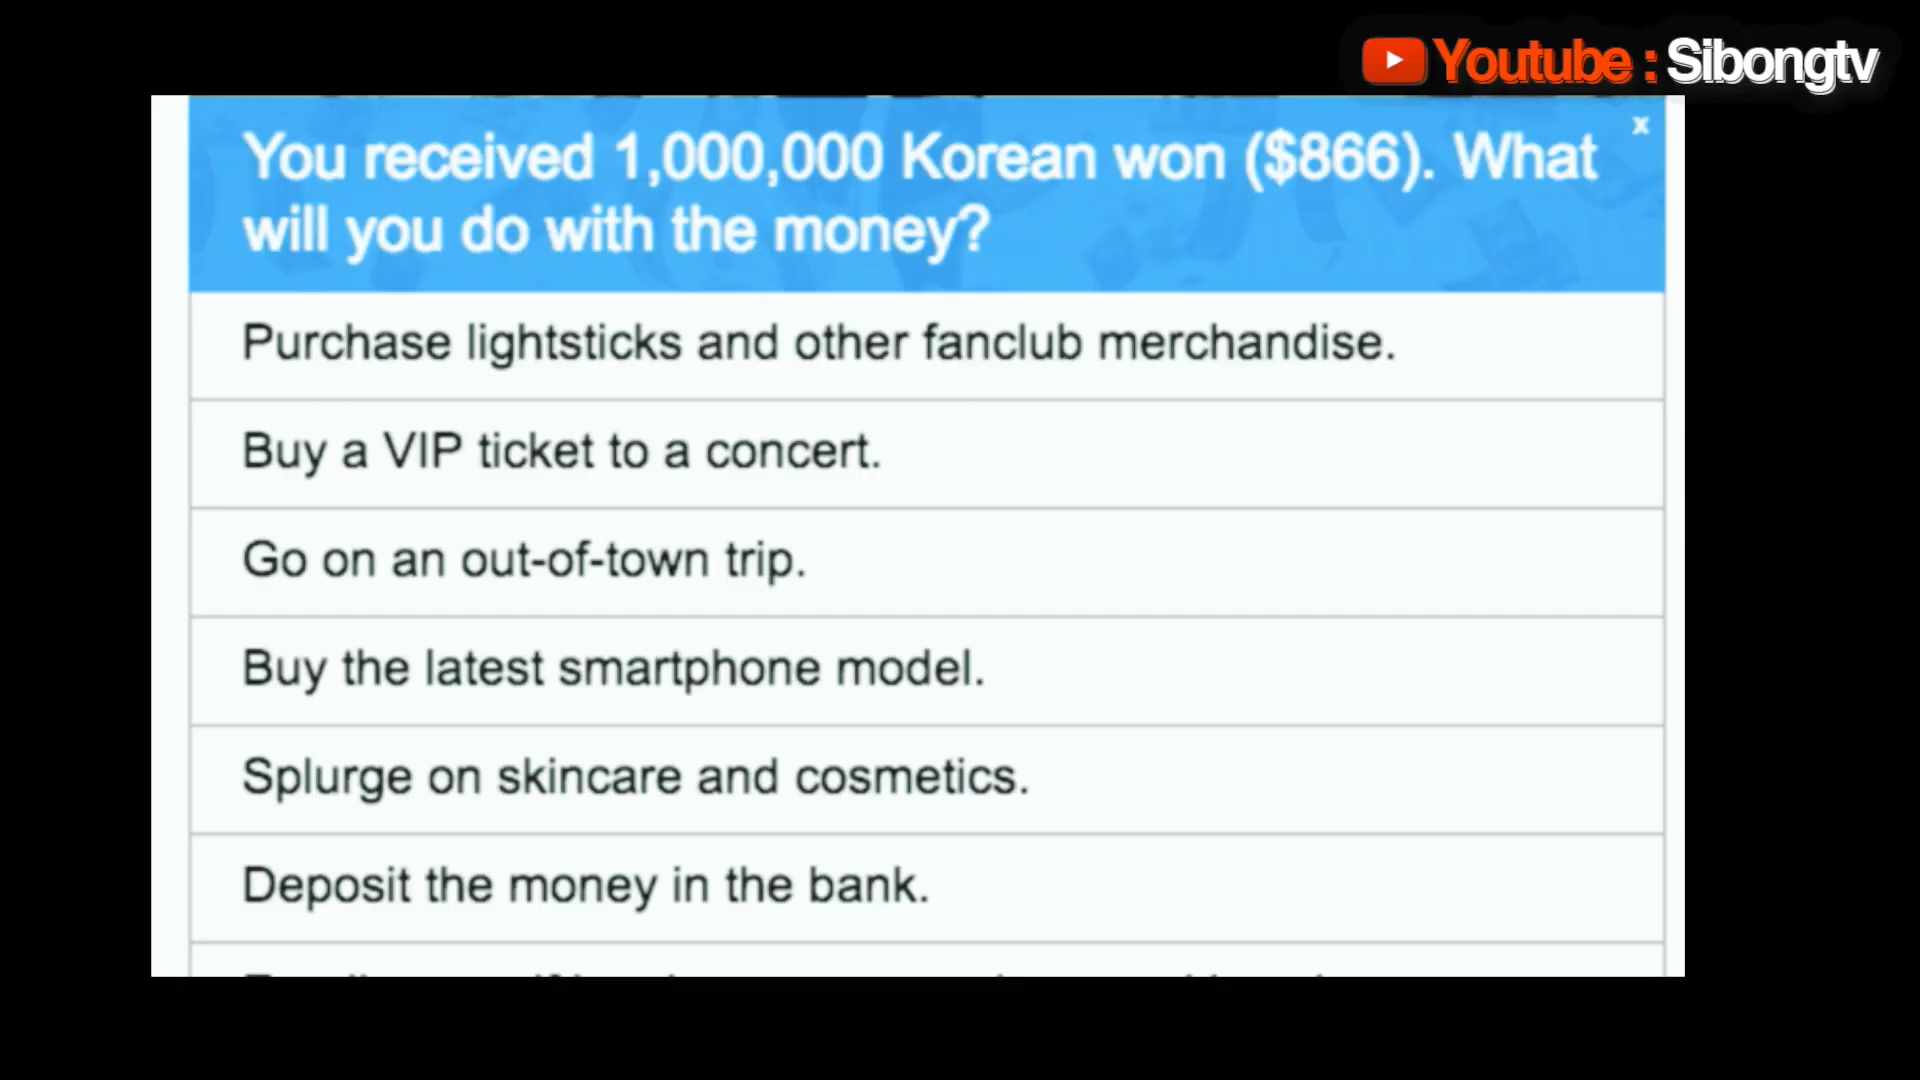 Youtube : Sibongtv
You received 1,000,000 Korean won ($866). What
x
will you do with the money?
Purchase lightsticks and other fanclub merchandise.
Buy a VIP ticket to a concert.
Go on an out-of-town trip.
Buy the latest smartphone model.
Splurge on skincare and cosmetics.
Deposit the money in the bank.